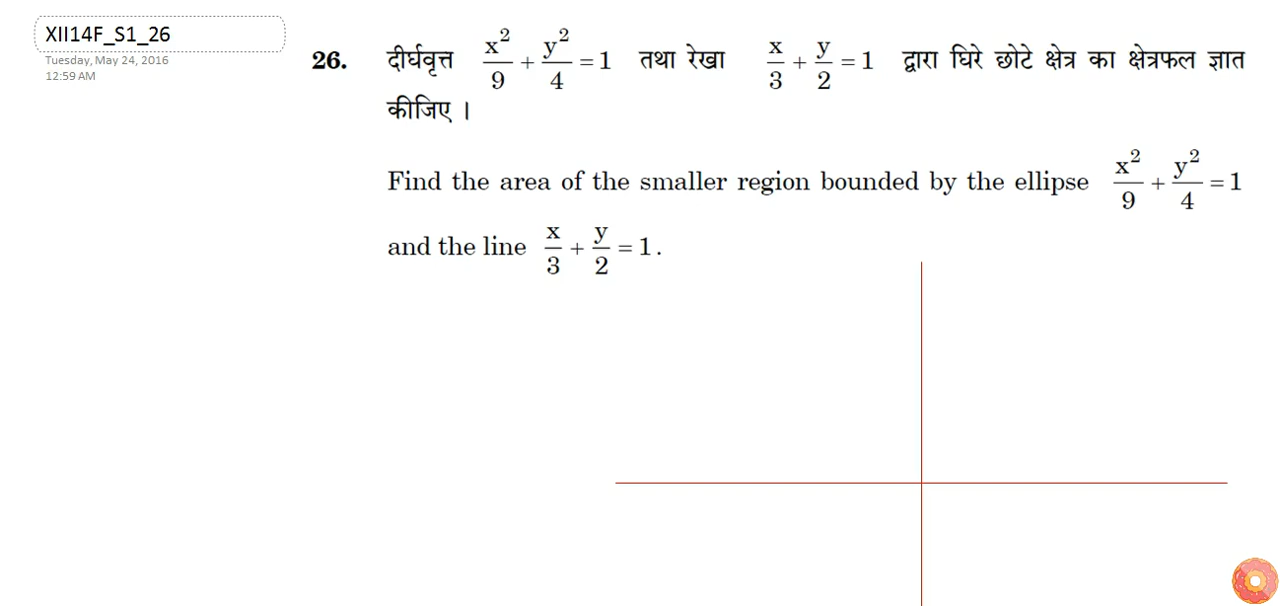 XII14F_S1_26
Tuesday, May 24, 2016
12:59 AM
26. दीर्घवृत्त x²/9 + y²/4 = 1 तथा रेखा x/3 + y/2 = 1 द्वारा घिरे छोटे क्षेत्र का क्षेत्रफल ज्ञात
कीजिए ।
Find the area of the smaller region bounded by the ellipse x²/9 + y²/4 = 1
and the line x/3 + y/2 = 1.